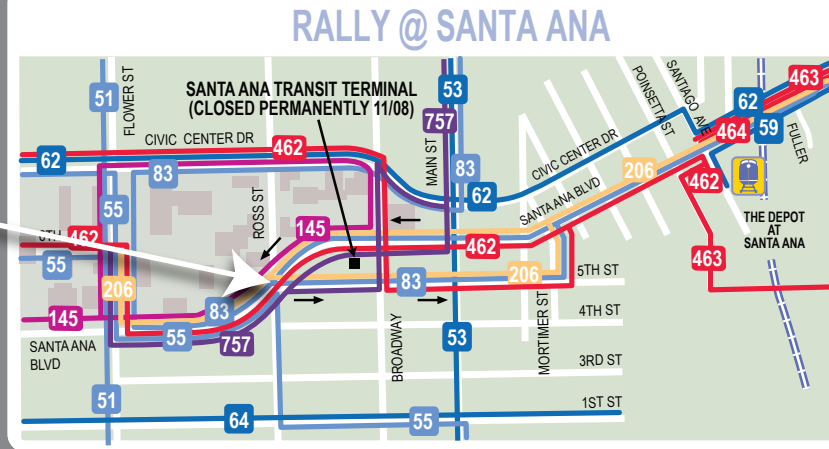 RALLY @ SANTA ANA
51
FLOWER ST
SANTA ANA TRANSIT TERMINAL
(CLOSED PERMANENTLY 11/08)
53
757
MAIN ST
83
POINSETTA ST
SANTIAGO AVE
463
62
59
464
FULLER
CIVIC CENTER DR
462
62
83
CIVIC CENTER DR
206
62
SANTA ANA BLVD
462
THE DEPOT
AT
SANTA ANA
55
ROSS ST
145
462
462
55
463
206
83
83
206
5TH ST
145
55
757
4TH ST
SANTA ANA
BLVD
BROADWAY
53
MORTIMER ST
3RD ST
51
64
55
1ST ST